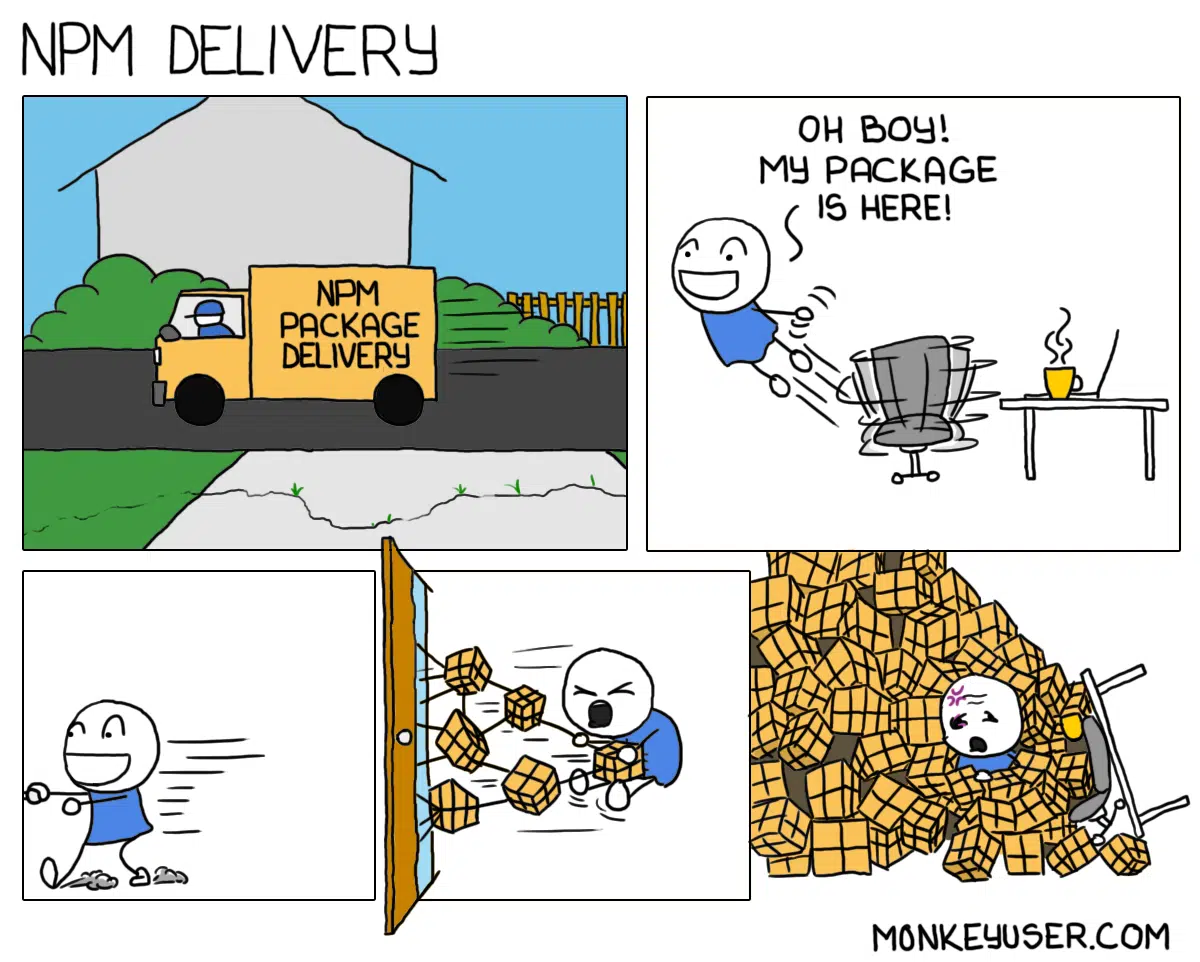 NPM DELIVERY
NPM
PACKAGE
DELIVERY
OH BOY!
MY PACKAGE
IS HERE!
MONKEYUSER.COM